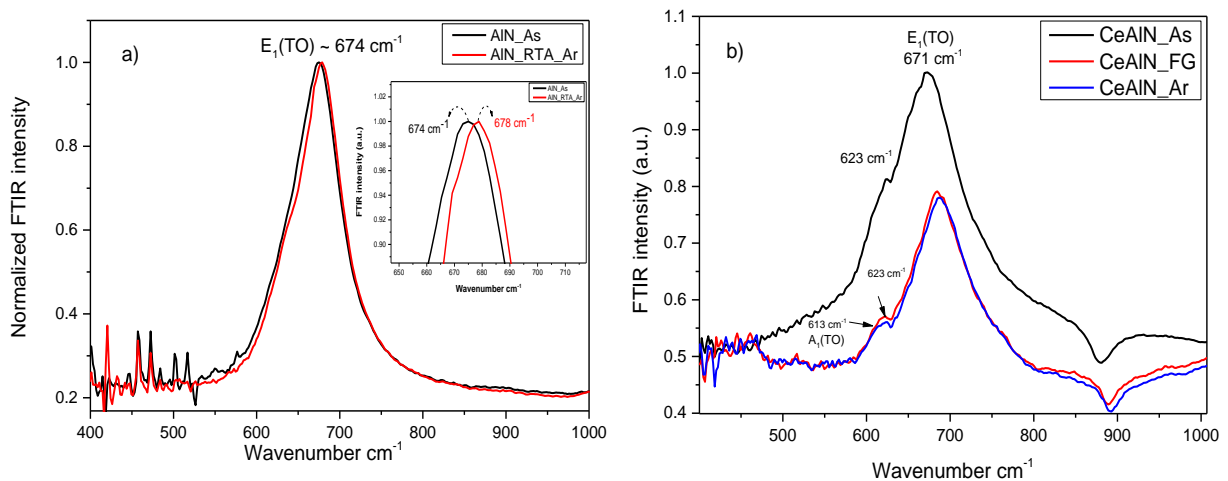 a)
E₁(TO) ~ 674 cm⁻¹
AlN_As
AlN_RTA_Ar
Normalized FTIR intensity
1.0
0.8
0.6
0.4
0.2
400 500 600 700 800 900 1000
Wavenumber cm⁻¹
AlN_As
AlN_RTA_Ar
FTIR intensity (a.u.)
1.02
1.00
0.98
0.96
0.94
0.92
0.90
674 cm⁻¹
678 cm⁻¹
650 660 670 680 690 700 710
Wavenumber cm⁻¹
b)
E₁(TO)
671 cm⁻¹
CeAlN_As
CeAlN_FG
CeAlN_Ar
FTIR intensity (a.u.)
1.1
1.0
0.9
0.8
0.7
0.6
0.5
0.4
623 cm⁻¹
623 cm⁻¹
613 cm⁻¹
A₁(TO)
500 600 700 800 900 1000
Wavenumber cm⁻¹